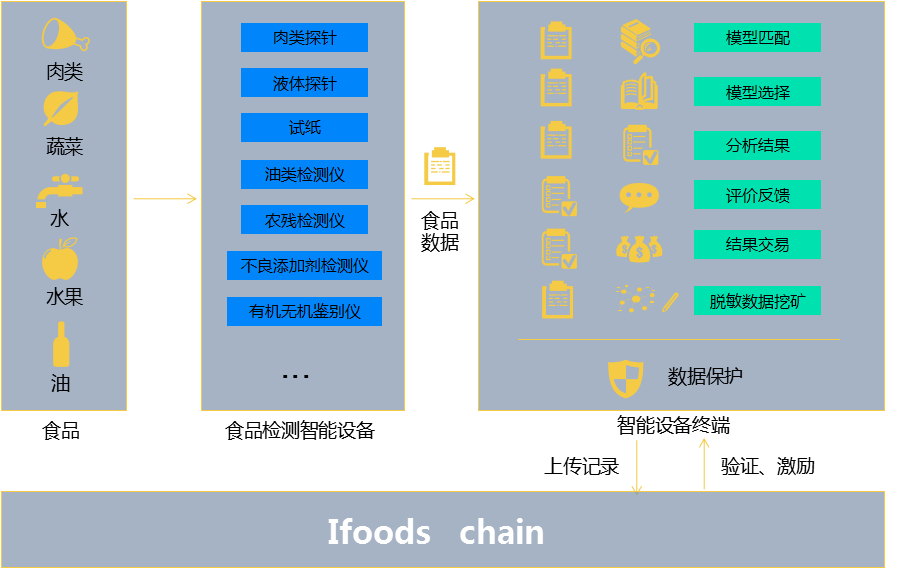 肉类
蔬菜
水
水果
油
食品
肉类探针
液体探针
试纸
油类检测仪
农残检测仪
不良添加剂检测仪
有机无机鉴别仪
...
食品检测智能设备
食品
数据
模型匹配
模型选择
分析结果
评价反馈
结果交易
脱敏数据挖矿
数据保护
智能设备终端
上传记录
验证、激励
Ifoods chain